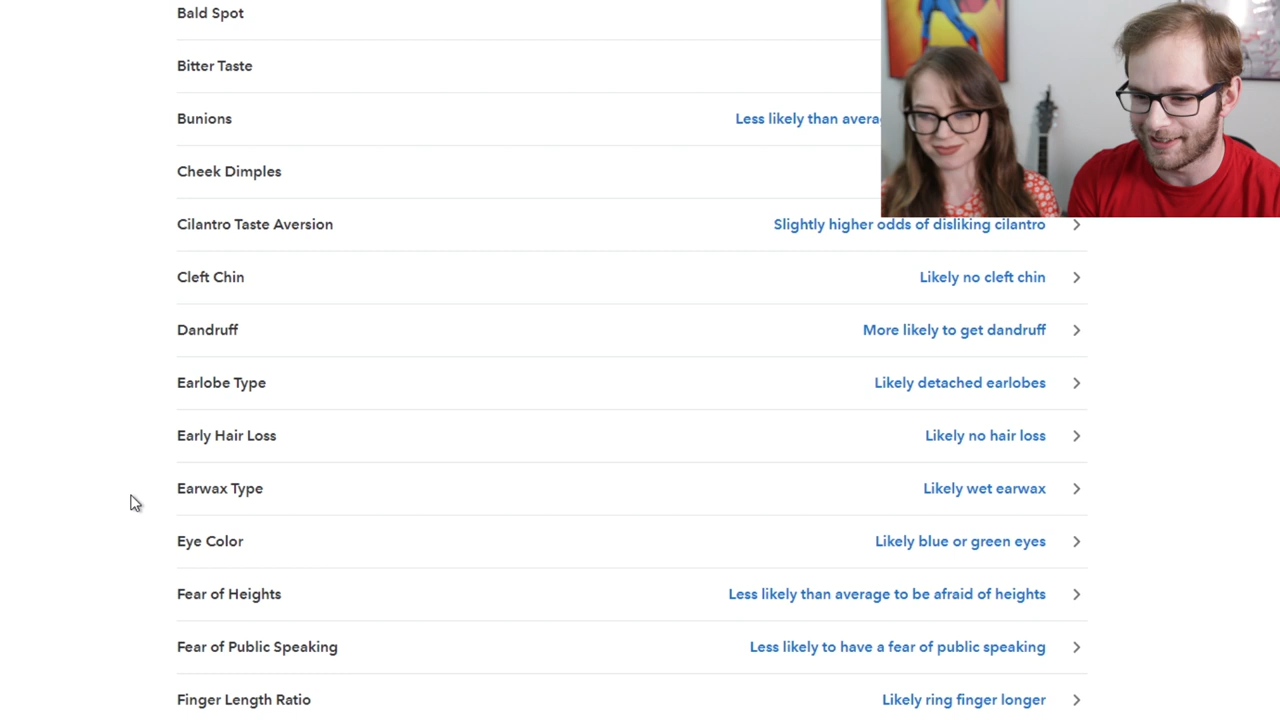 Bald Spot
Bitter Taste
Bunions Less likely than
Cheek Dimples
Cilantro Taste Aversion Slightly higher odds of disliking cilantro
Cleft Chin Likely no cleft chin
Dandruff More likely to get dandruff
Earlobe Type Likely detached earlobes
Early Hair Loss Likely no hair loss
Earwax Type Likely wet earwax
Eye Color Likely blue or green eyes
Fear of Heights Less likely than average to be afraid of heights
Fear of Public Speaking Less likely to have a fear of public speaking
Finger Length Ratio Likely ring finger longer